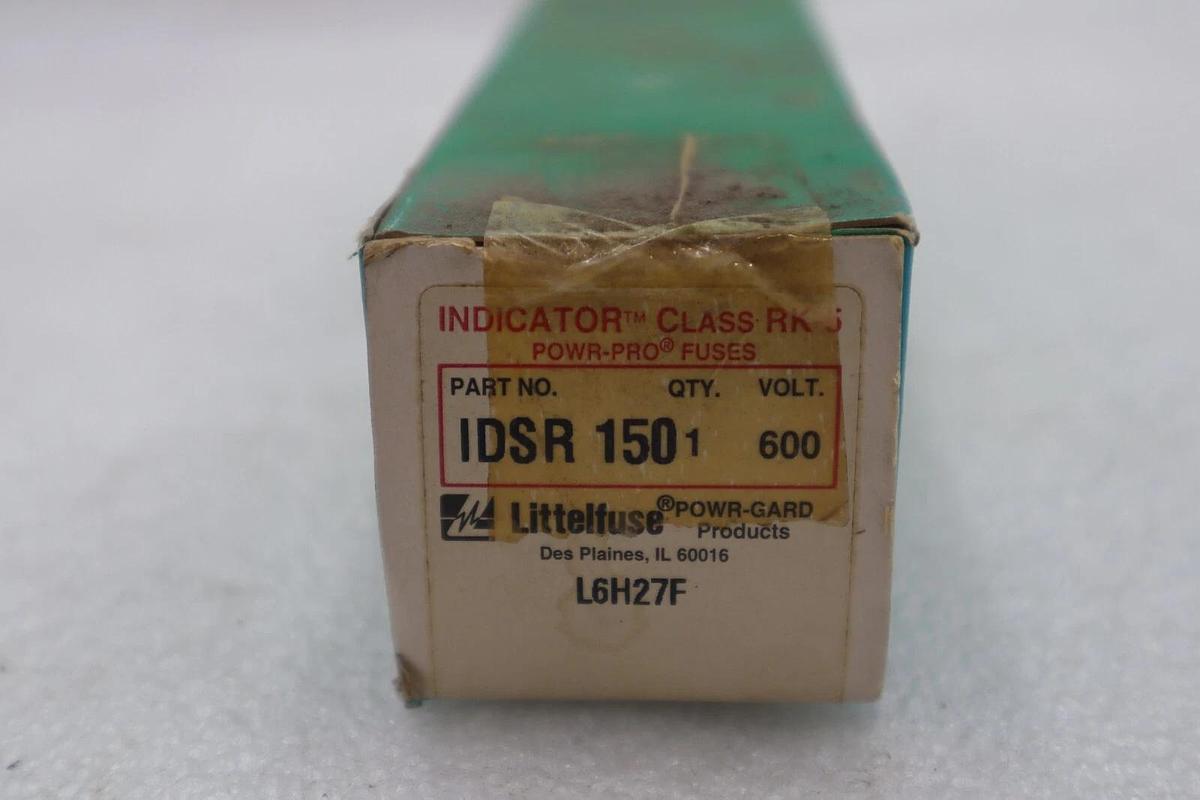 INDICATOR™ CLASS RK 5
POWR-PRO® FUSES
PART NO. QTY. VOLT.
IDSR 150 1 600
Littelfuse® POWR-GARD
Products
Des Plaines, IL 60016
L6H27F